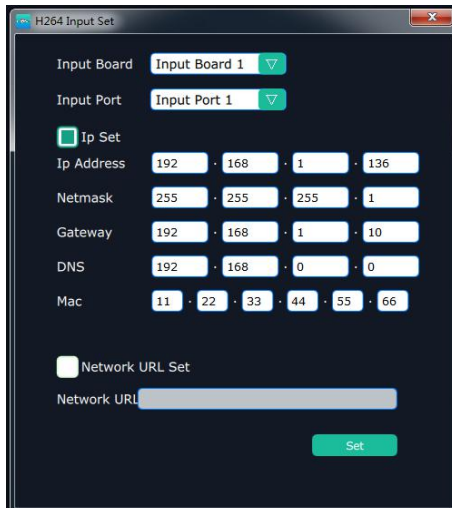 H264 Input Set
Input Board Input Board 1
Input Port Input Port 1
Ip Set
Ip Address 192 . 168 . 1 . 136
Netmask 255 . 255 . 255 . 1
Gateway 192 . 168 . 1 . 10
DNS 192 . 168 . 0 . 0
Mac 11 . 22 . 33 . 44 . 55 . 66
Network URL Set
Network URL
Set